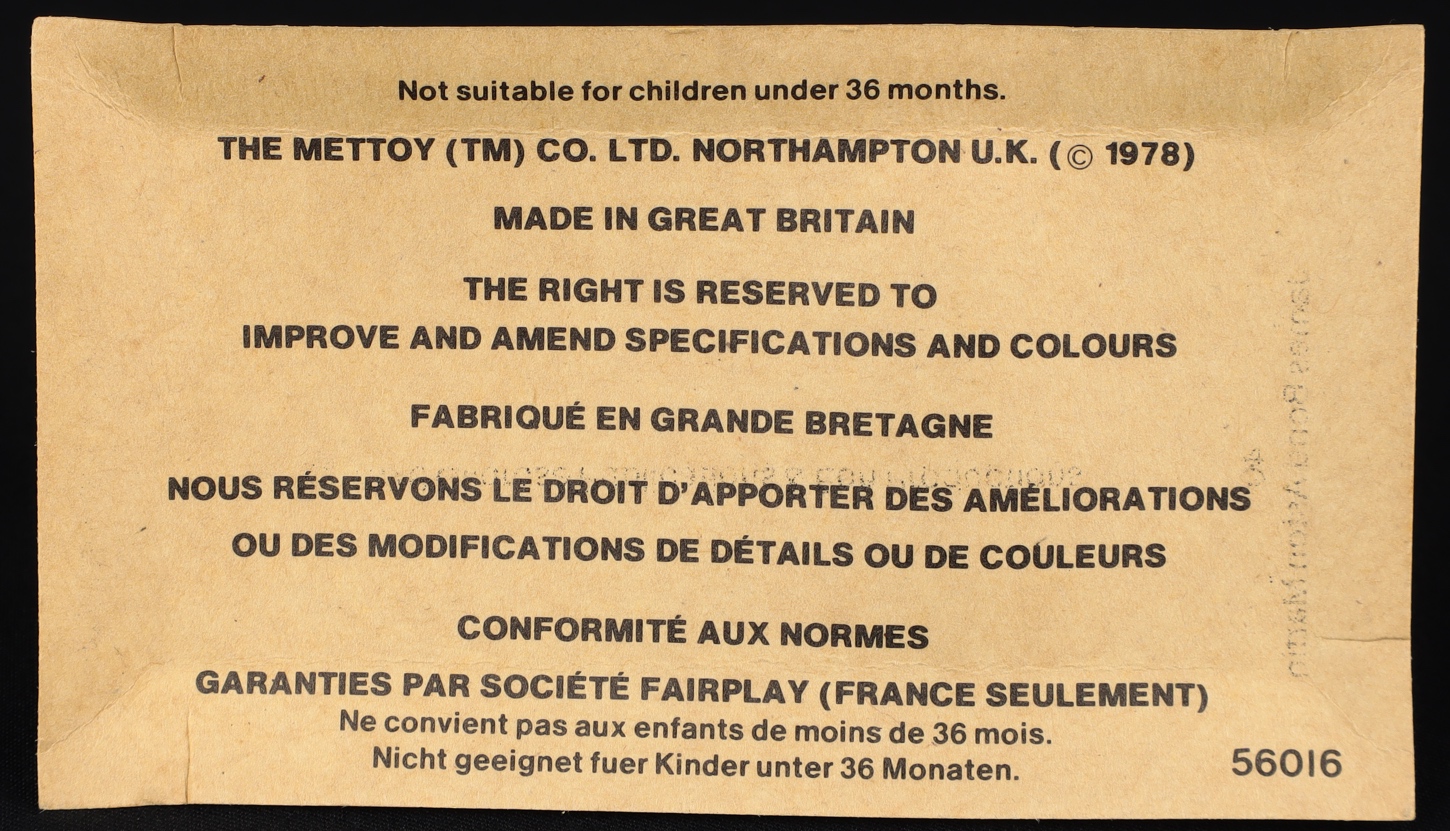 Not suitable for children under 36 months.
THE METTOY (TM) CO. LTD. NORTHAMPTON U.K. (© 1978)
MADE IN GREAT BRITAIN
THE RIGHT IS RESERVED TO
IMPROVE AND AMEND SPECIFICATIONS AND COLOURS
FABRIQUÉ EN GRANDE BRETAGNE
NOUS RÉSERVONS LE DROIT D'APPORTER DES AMÉLIORATIONS
OU DES MODIFICATIONS DE DÉTAILS OU DE COULEURS
CONFORMITÉ AUX NORMES
GARANTIES PAR SOCIÉTÉ FAIRPLAY (FRANCE SEULEMENT)
Ne convient pas aux enfants de moins de 36 mois.
Nicht geeignet fuer Kinder unter 36 Monaten.
56016